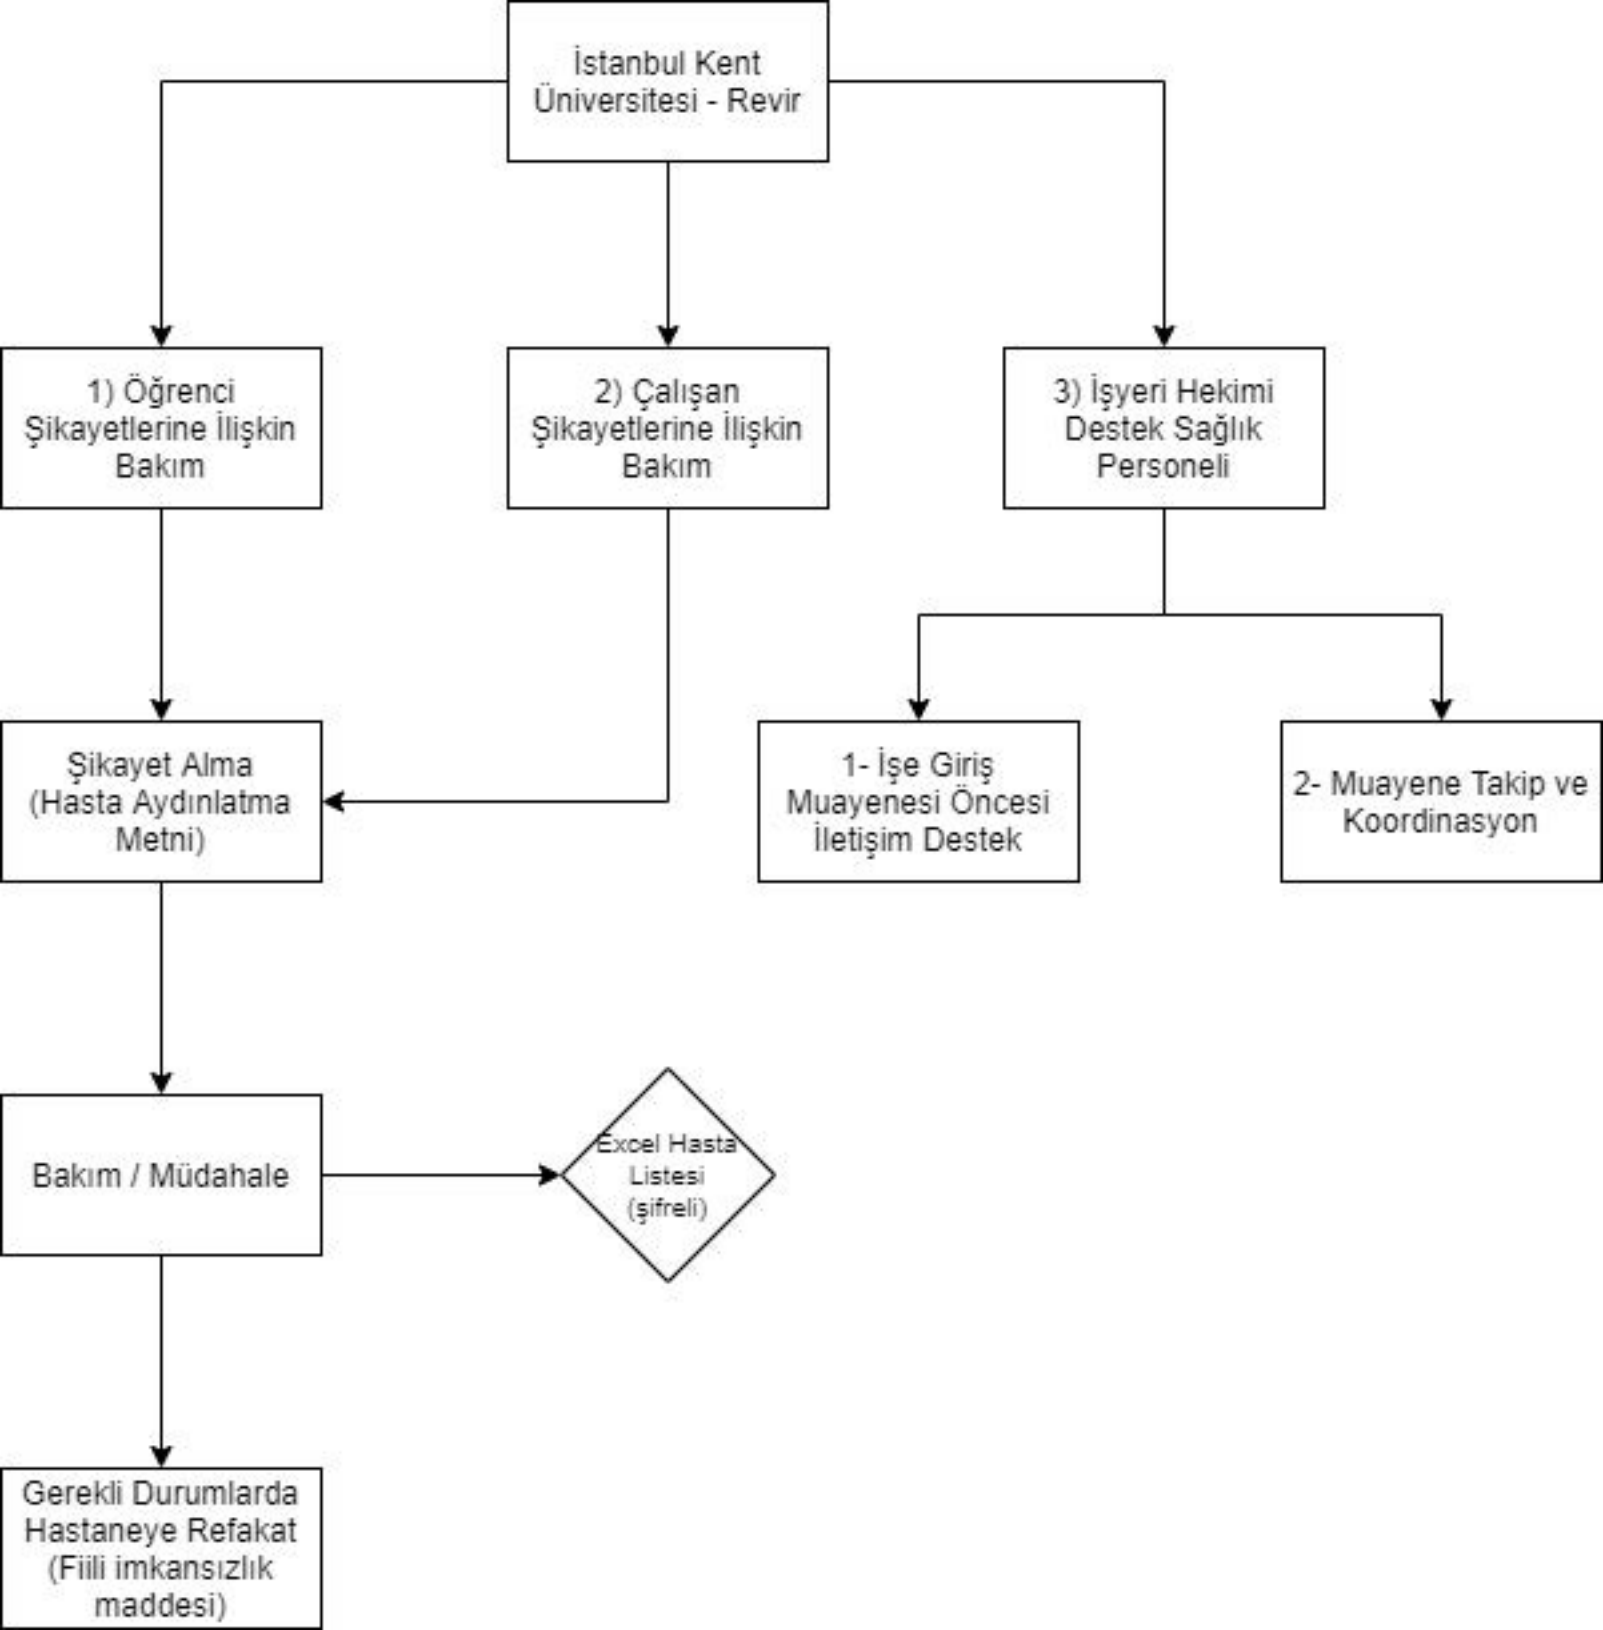 İstanbul Kent
Üniversitesi - Revir
1) Öğrenci
Şikayetlerine İlişkin
Bakım
2) Çalışan
Şikayetlerine İlişkin
Bakım
3) İşyeri Hekimi
Destek Sağlık
Personeli
Şikayet Alma
(Hasta Aydınlatma
Metni)
1- İşe Giriş
Muayenesi Öncesi
İletişim Destek
2- Muayene Takip ve
Koordinasyon
Bakım / Müdahale
Excel Hasta
Listesi
(şifreli)
Gerekli Durumlarda
Hastaneye Refakat
(Fiili imkansızlık
maddesi)